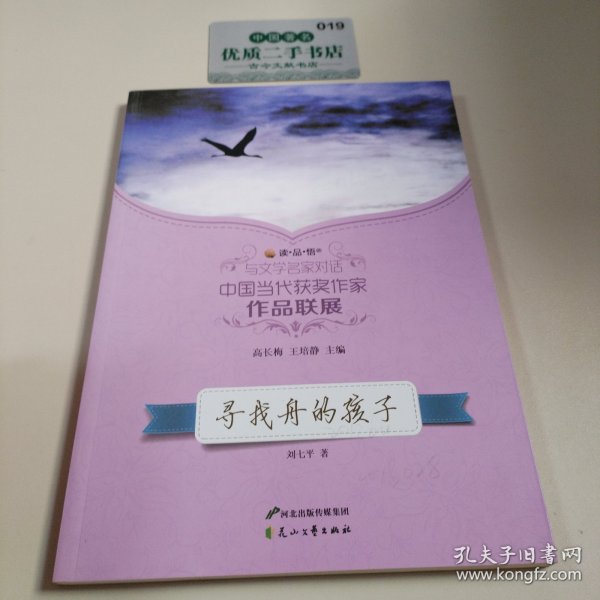 019
中国著名
优质二手书店
古今文献书店
读·品·悟
与文学名家对话
中国当代获奖作家
作品联展
高长梅 王培静 主编
寻找舟的孩子
刘七平 著
河北出版传媒集团
花山文艺出版社
孔夫子旧书网
www.kongfz.com